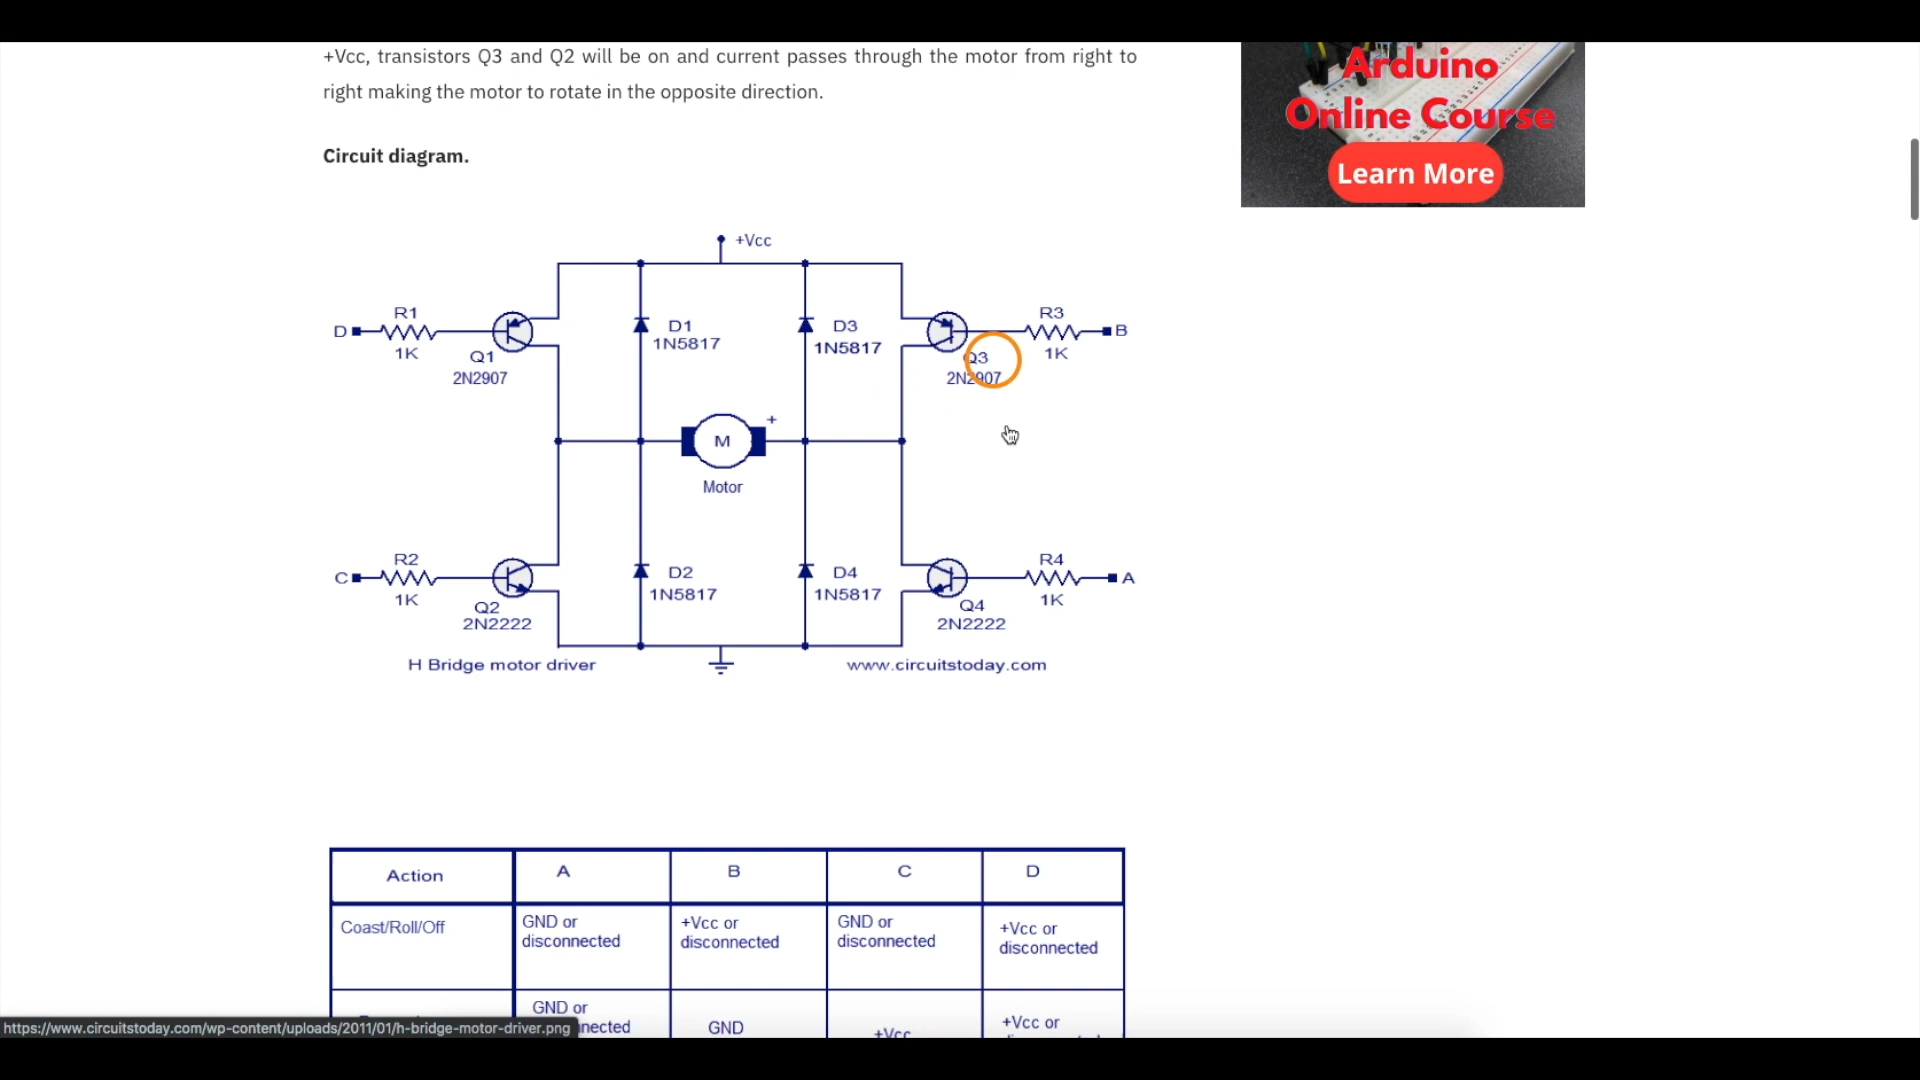 +Vcc, transistors Q3 and Q2 will be on and current passes through the motor from right to
right making the motor to rotate in the opposite direction.
Arduino
Online Course
Learn More
Circuit diagram.
+Vcc
R1
R3
D
D1
D3
B
1K
Q1
1N5817
1N5817
Q3
1K
2N2907
2N2907
+
M
Motor
R2
R4
C
D2
D4
A
1K
Q2
1N5817
1N5817
Q4
1K
2N2222
2N2222
H Bridge motor driver
www.circuitstoday.com
Action
A
B
C
D
Coast/Roll/Off
GND or
disconnected
+Vcc or
disconnected
GND or
disconnected
+Vcc or
disconnected
GND or
GND
+Vcc
+Vcc or
https://www.circuitstoday.com/wp-content/uploads/2011/01/h-bridge-motor-driver.png